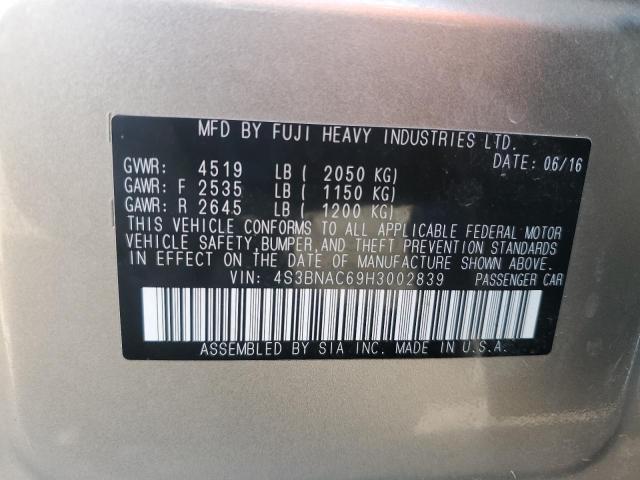 MFD BY FUJI HEAVY INDUSTRIES LTD.
DATE: 06/16
GVWR: 4519 LB ( 2050 KG)
GAWR: F 2535 LB ( 1150 KG)
GAWR: R 2645 LB ( 1200 KG)
THIS VEHICLE CONFORMS TO ALL APPLICABLE FEDERAL MOTOR
VEHICLE SAFETY,BUMPER,AND THEFT PREVENTION STANDARDS
IN EFFECT ON THE DATE OF MANUFACTURE SHOWN ABOVE.
VIN: 4S3BNAC69H3002839 PASSENGER CAR
ASSEMBLED BY SIA INC. MADE IN U.S.A.